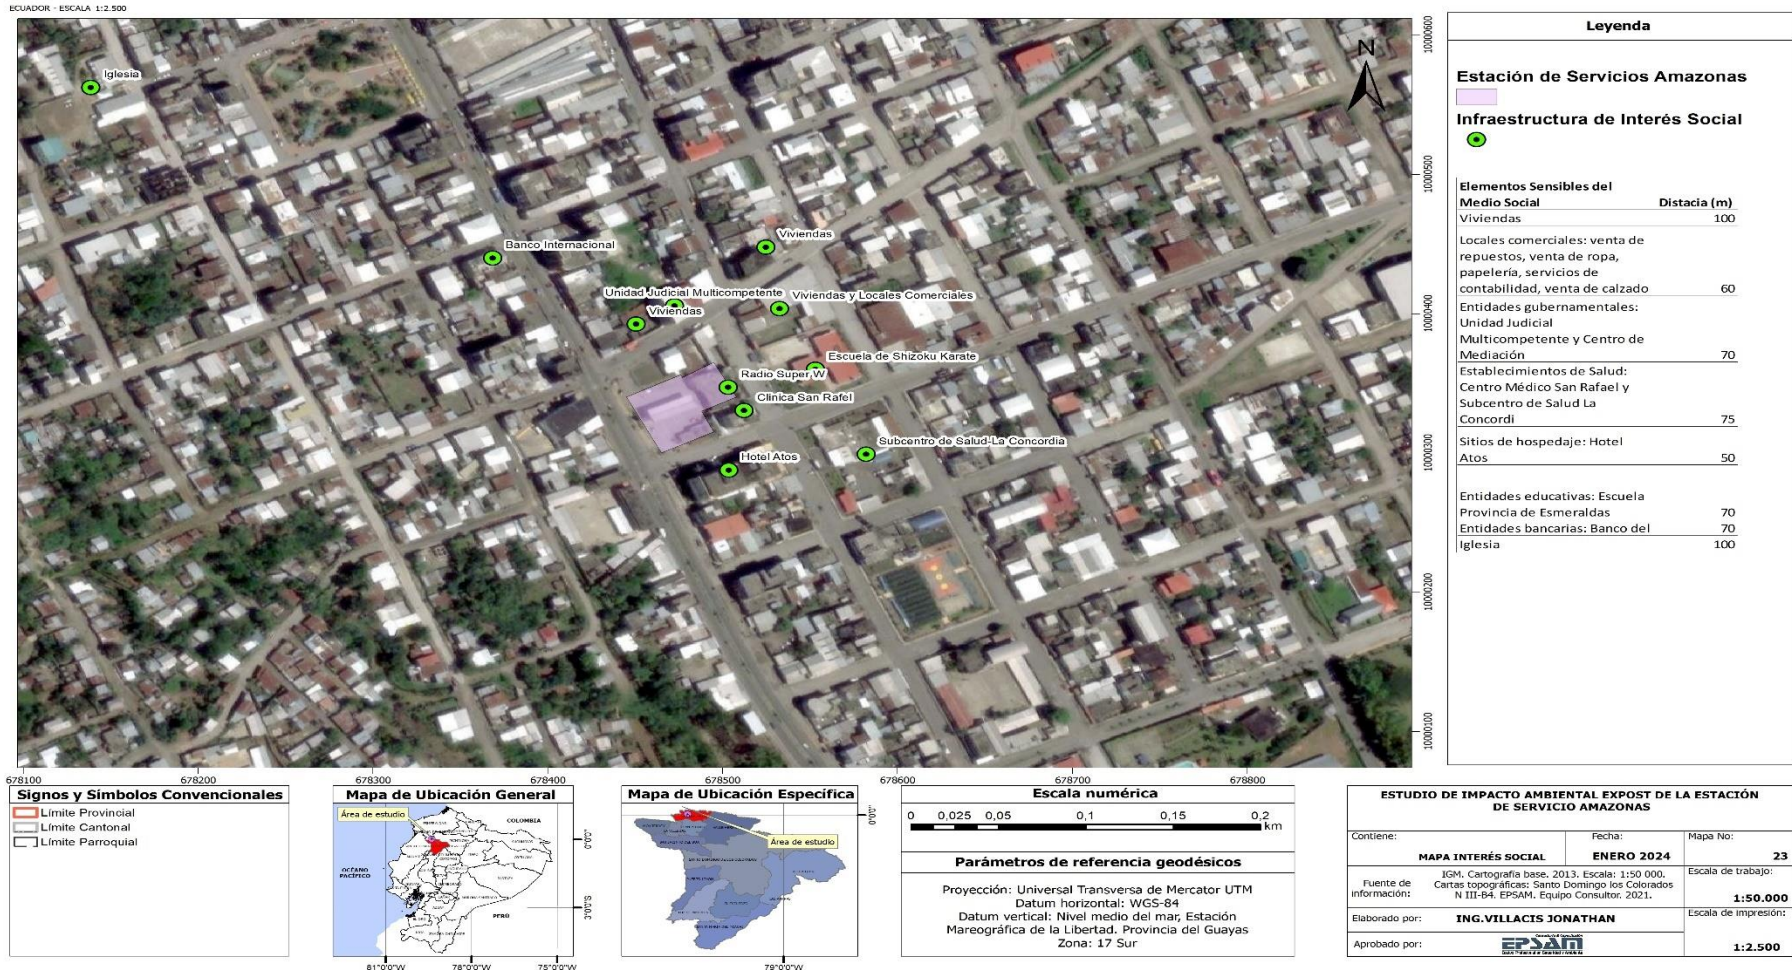 ECUADOR - ESCALA 1:2.500
Iglesia
Banco Internacional
Viviendas
Unidad Judicial Multicompetente
Viviendas y Locales Comerciales
Viviendas
Escuela de Shizoku Karate
Radio Super W
Clinica San Rafel
Subcentro de Salud-La Concordia
Hotel Atos
N
10000600
10000500
10000400
10000300
10000200
10000100
678100
678200
678300
678400
678500
678600
678700
678800
Leyenda
Estación de Servicios Amazonas
Infraestructura de Interés Social
Elementos Sensibles del
Medio Social Distacia (m)
Viviendas 100
Locales comerciales: venta de
repuestos, venta de ropa,
papelería, servicios de
contabilidad, venta de calzado 60
Entidades gubernamentales:
Unidad Judicial
Multicompetente y Centro de
Mediación 70
Establecimientos de Salud:
Centro Médico San Rafael y
Subcentro de Salud La
Concordi 75
Sitios de hospedaje: Hotel
Atos 50
Entidades educativas: Escuela
Provincia de Esmeraldas 70
Entidades bancarias: Banco del 70
Iglesia 100
Signos y Símbolos Convencionales
Límite Provincial
Límite Cantonal
Límite Parroquial
Mapa de Ubicación General
Área de estudio
COLOMBIA
OCÉANO
PACÍFICO
PERÚ
0°0'0"
3°0'0"S
81°0'0"W
78°0'0"W
75°0'0"W
Mapa de Ubicación Específica
Área de estudio
0°0'0"
79°0'0"W
Escala numérica
0 0,025 0,05 0,1 0,15 0,2
km
Parámetros de referencia geodésicos
Proyección: Universal Transversa de Mercator UTM
Datum horizontal: WGS-84
Datum vertical: Nivel medio del mar, Estación
Mareográfica de la Libertad. Provincia del Guayas
Zona: 17 Sur
ESTUDIO DE IMPACTO AMBIENTAL EXPOST DE LA ESTACIÓN
DE SERVICIO AMAZONAS
Contiene:
MAPA INTERÉS SOCIAL
Fecha:
ENERO 2024
Mapa No:
23
Fuente de
información:
IGM. Cartografía base. 2013. Escala: 1:50 000.
Cartas topográficas: Santo Domingo los Colorados
N III-B4. EPSAM. Equipo Consultor. 2021.
Escala de trabajo:
1:50.000
Elaborado por:
ING.VILLACIS JONATHAN
Escala de impresión:
1:2.500
Aprobado por:
EPSAM